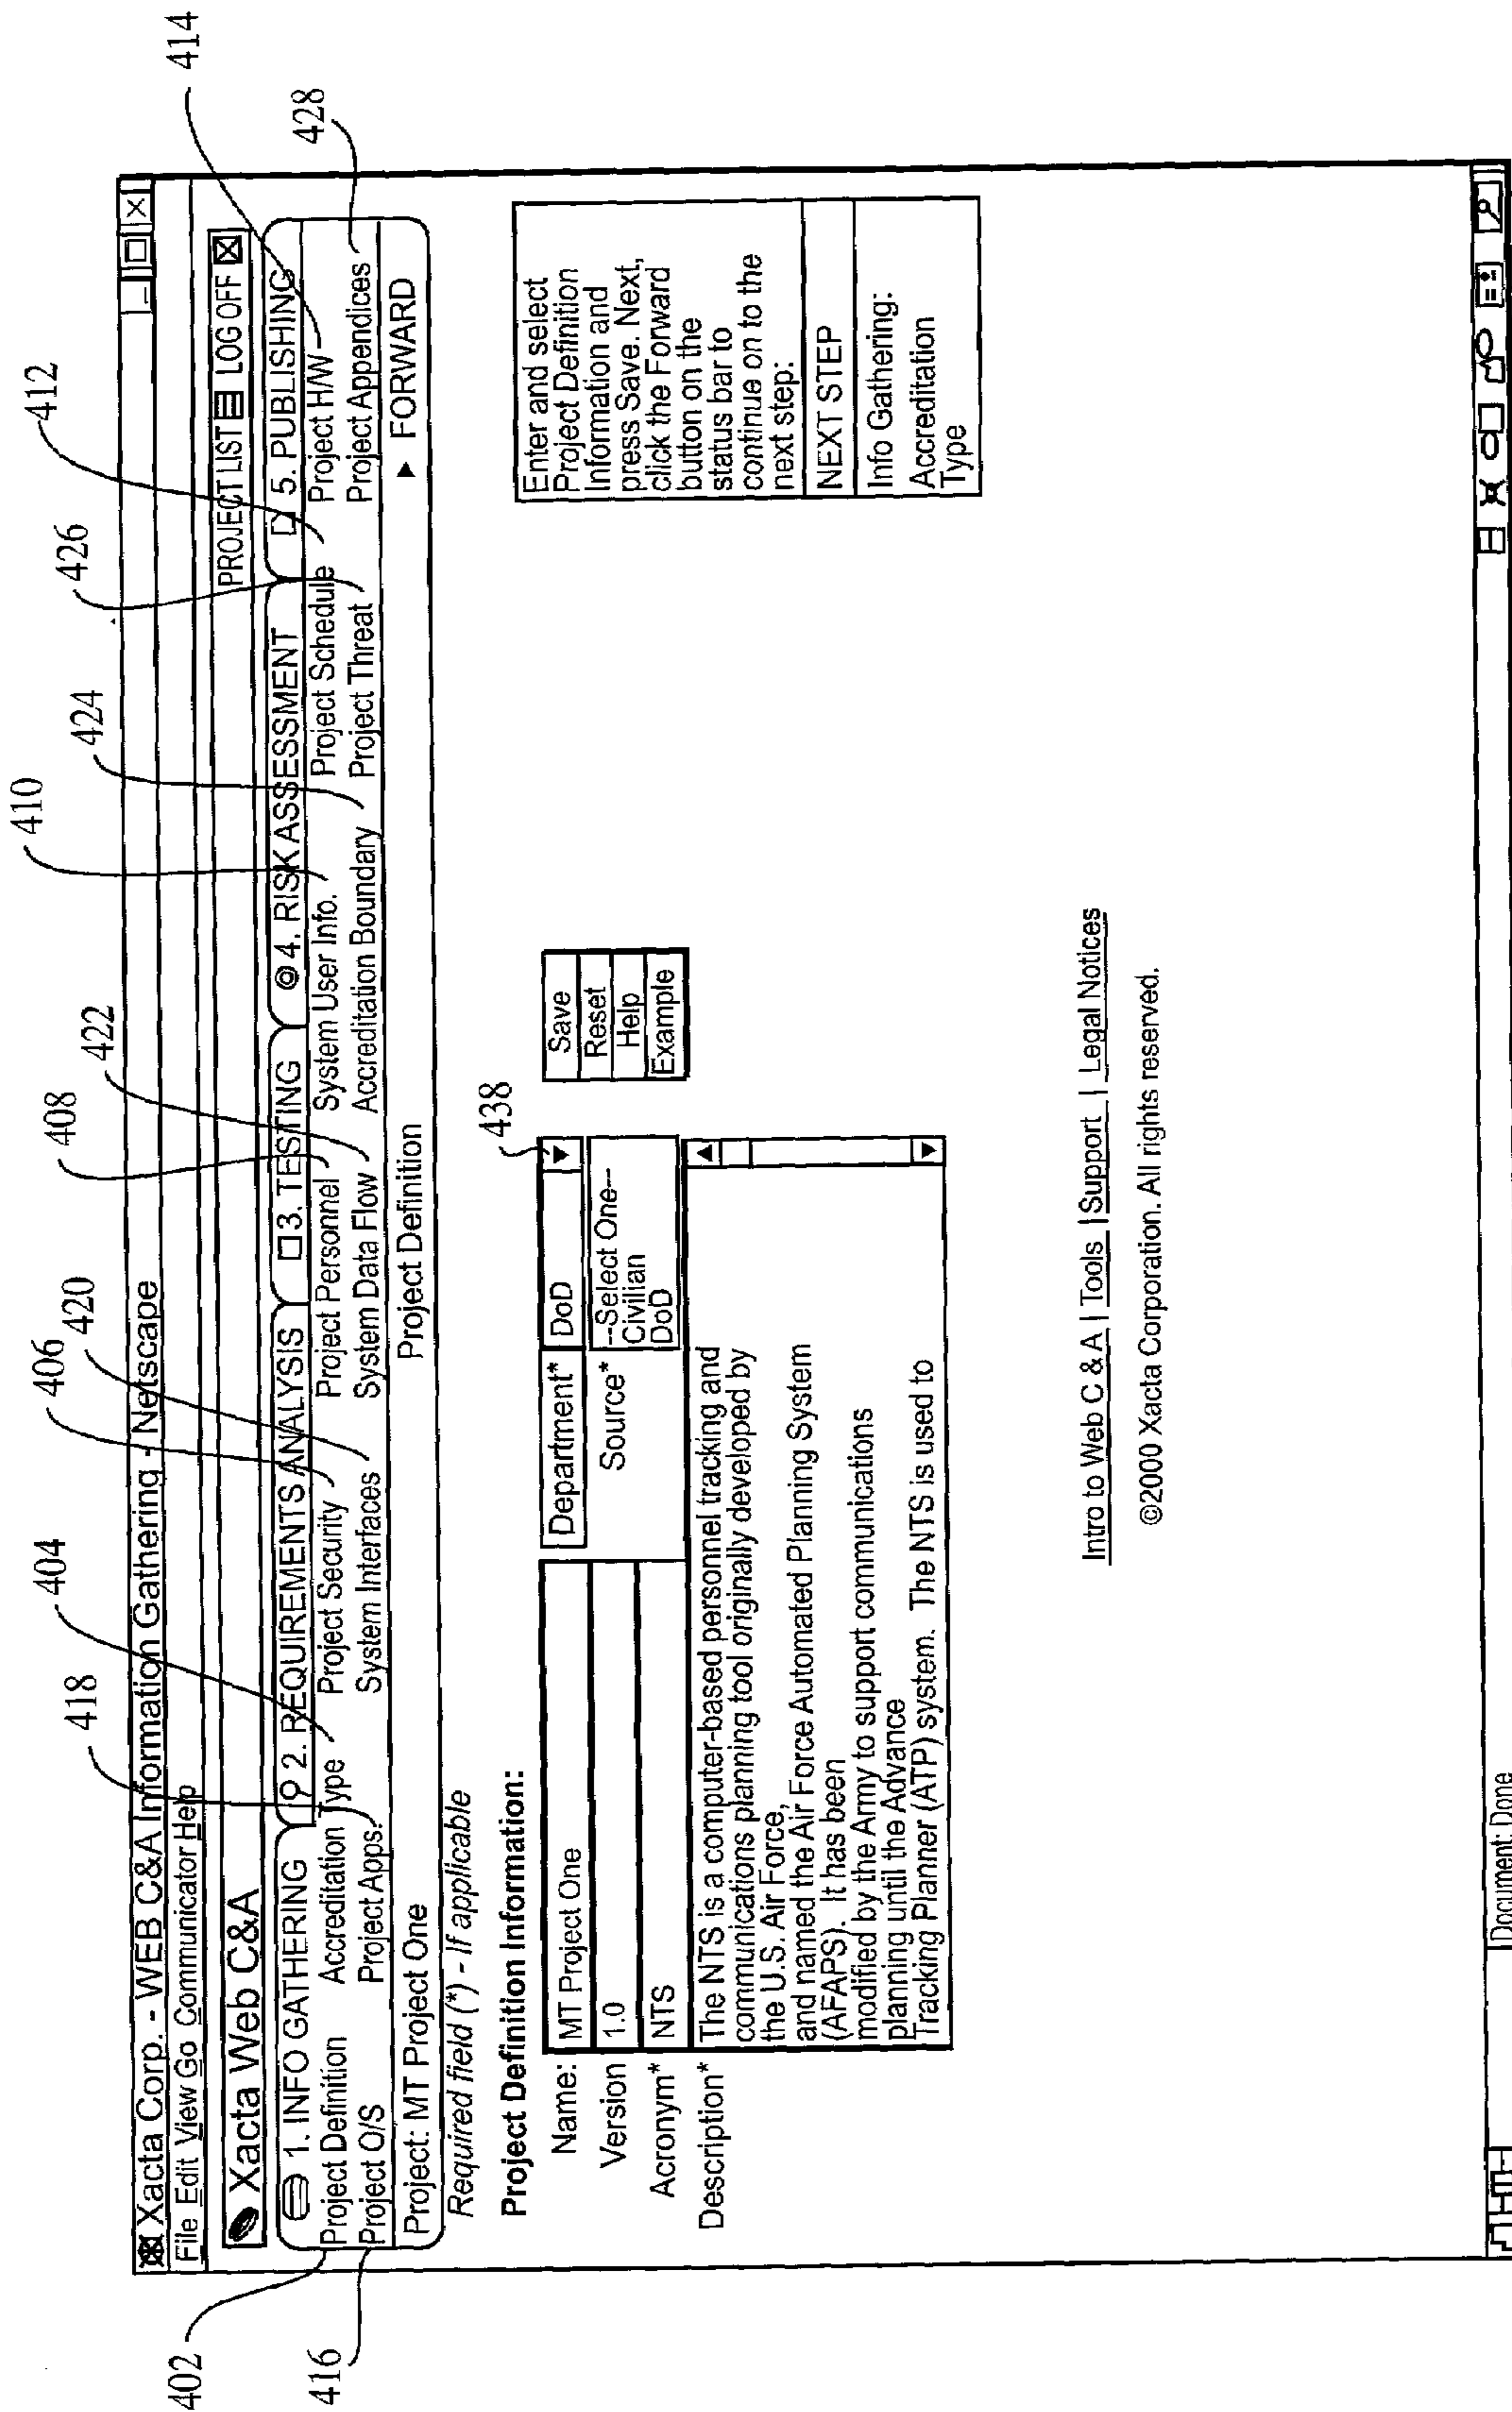 410
414
408
412
406
426
404
424
428
418
420
422
Xacta Corp. - WEB C&A Information Gathering - Netscape
File Edit View Go Communicator Help
Xacta Web C&A PROJECT LIST LOG OFF
1. INFO GATHERING 2. REQUIREMENTS ANALYSIS 3. TESTING 4. RISK ASSESSMENT 5. PUBLISHING
402
Project Definition Accreditation Type Project Security Project Personnel System User Info. Project Schedule Project H/W
416
Project O/S Project Apps. System Interfaces System Data Flow Accreditation Boundary Project Threat Project Appendices
Project: MT Project One Project Definition FORWARD
Required field (*) - If applicable
Project Definition Information:
438
Name: MT Project One Department* DoD
Version 1.0 Source* --Select One---
Civilian
DoD
Acronym* NTS
Description* The NTS is a computer-based personnel tracking and
communications planning tool originally developed by
the U.S. Air Force,
and named the Air Force Automated Planning System
(AFAPS). It has been
modified by the Army to support communications
planning until the Advance
Tracking Planner (ATP) system. The NTS is used to
Save
Reset
Help
Example
Enter and select
Project Definition
Information and
press Save. Next,
click the Forward
button on the
status bar to
continue on to the
next step:
NEXT STEP
Info Gathering:
Accreditation
Type
Intro to Web C & A | Tools | Support | Legal Notices
©2000 Xacta Corporation. All rights reserved.
Document: Done